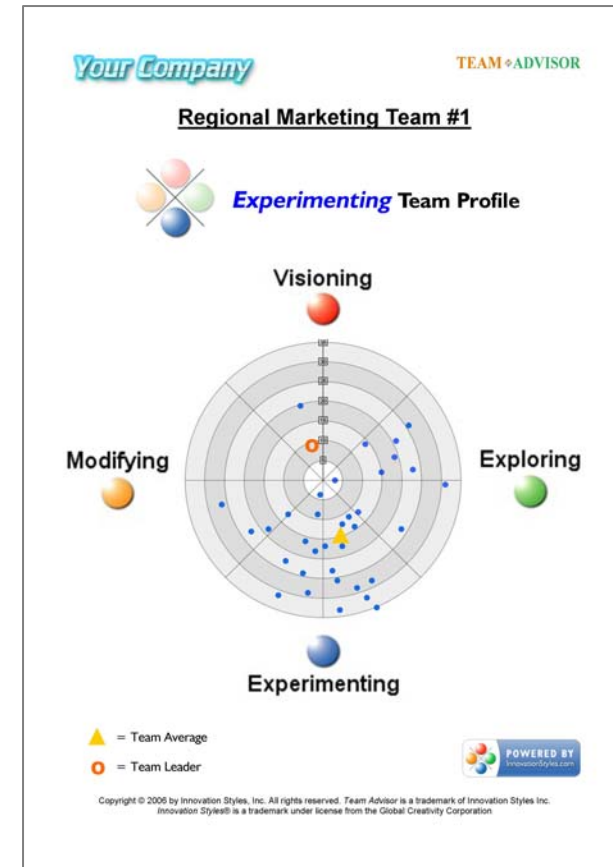 Your Company
TEAM ADVISOR
Regional Marketing Team #1
Experimenting Team Profile
Visioning
Modifying
Exploring
Experimenting
= Team Average
= Team Leader
POWERED BY
InnovationStyles.com
Copyright © 2006 by Innovation Styles, Inc. All rights reserved. Team Advisor is a trademark of Innovation Styles Inc.
Innovation Styles® is a trademark under license from the Global Creativity Corporation